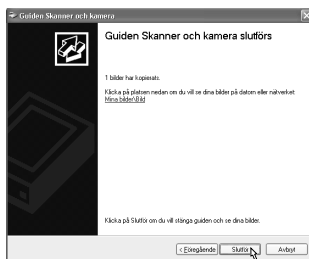 Guiden Skanner och kamera
Guiden Skanner och kamera slutförs
1 bilder har kopierats.
Klicka på platsen nedan om du vill se dina bilder på datorn eller nätverket
Mina bilder\Bild
Klicka på Slutför om du vill stänga guiden och se dina bilder.
< Föregående Slutför Avbryt